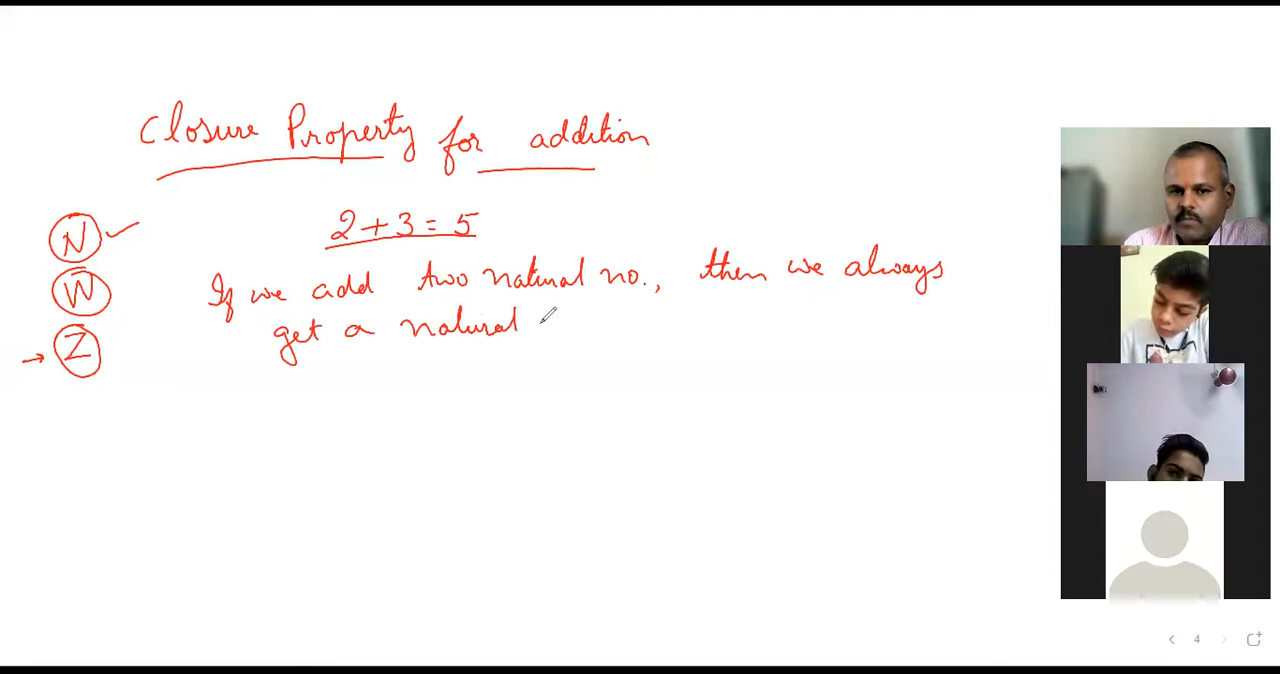 Closure Property for addition
N
2+3=5
W
If we add two natural no., then we always
get a natural
Z
4